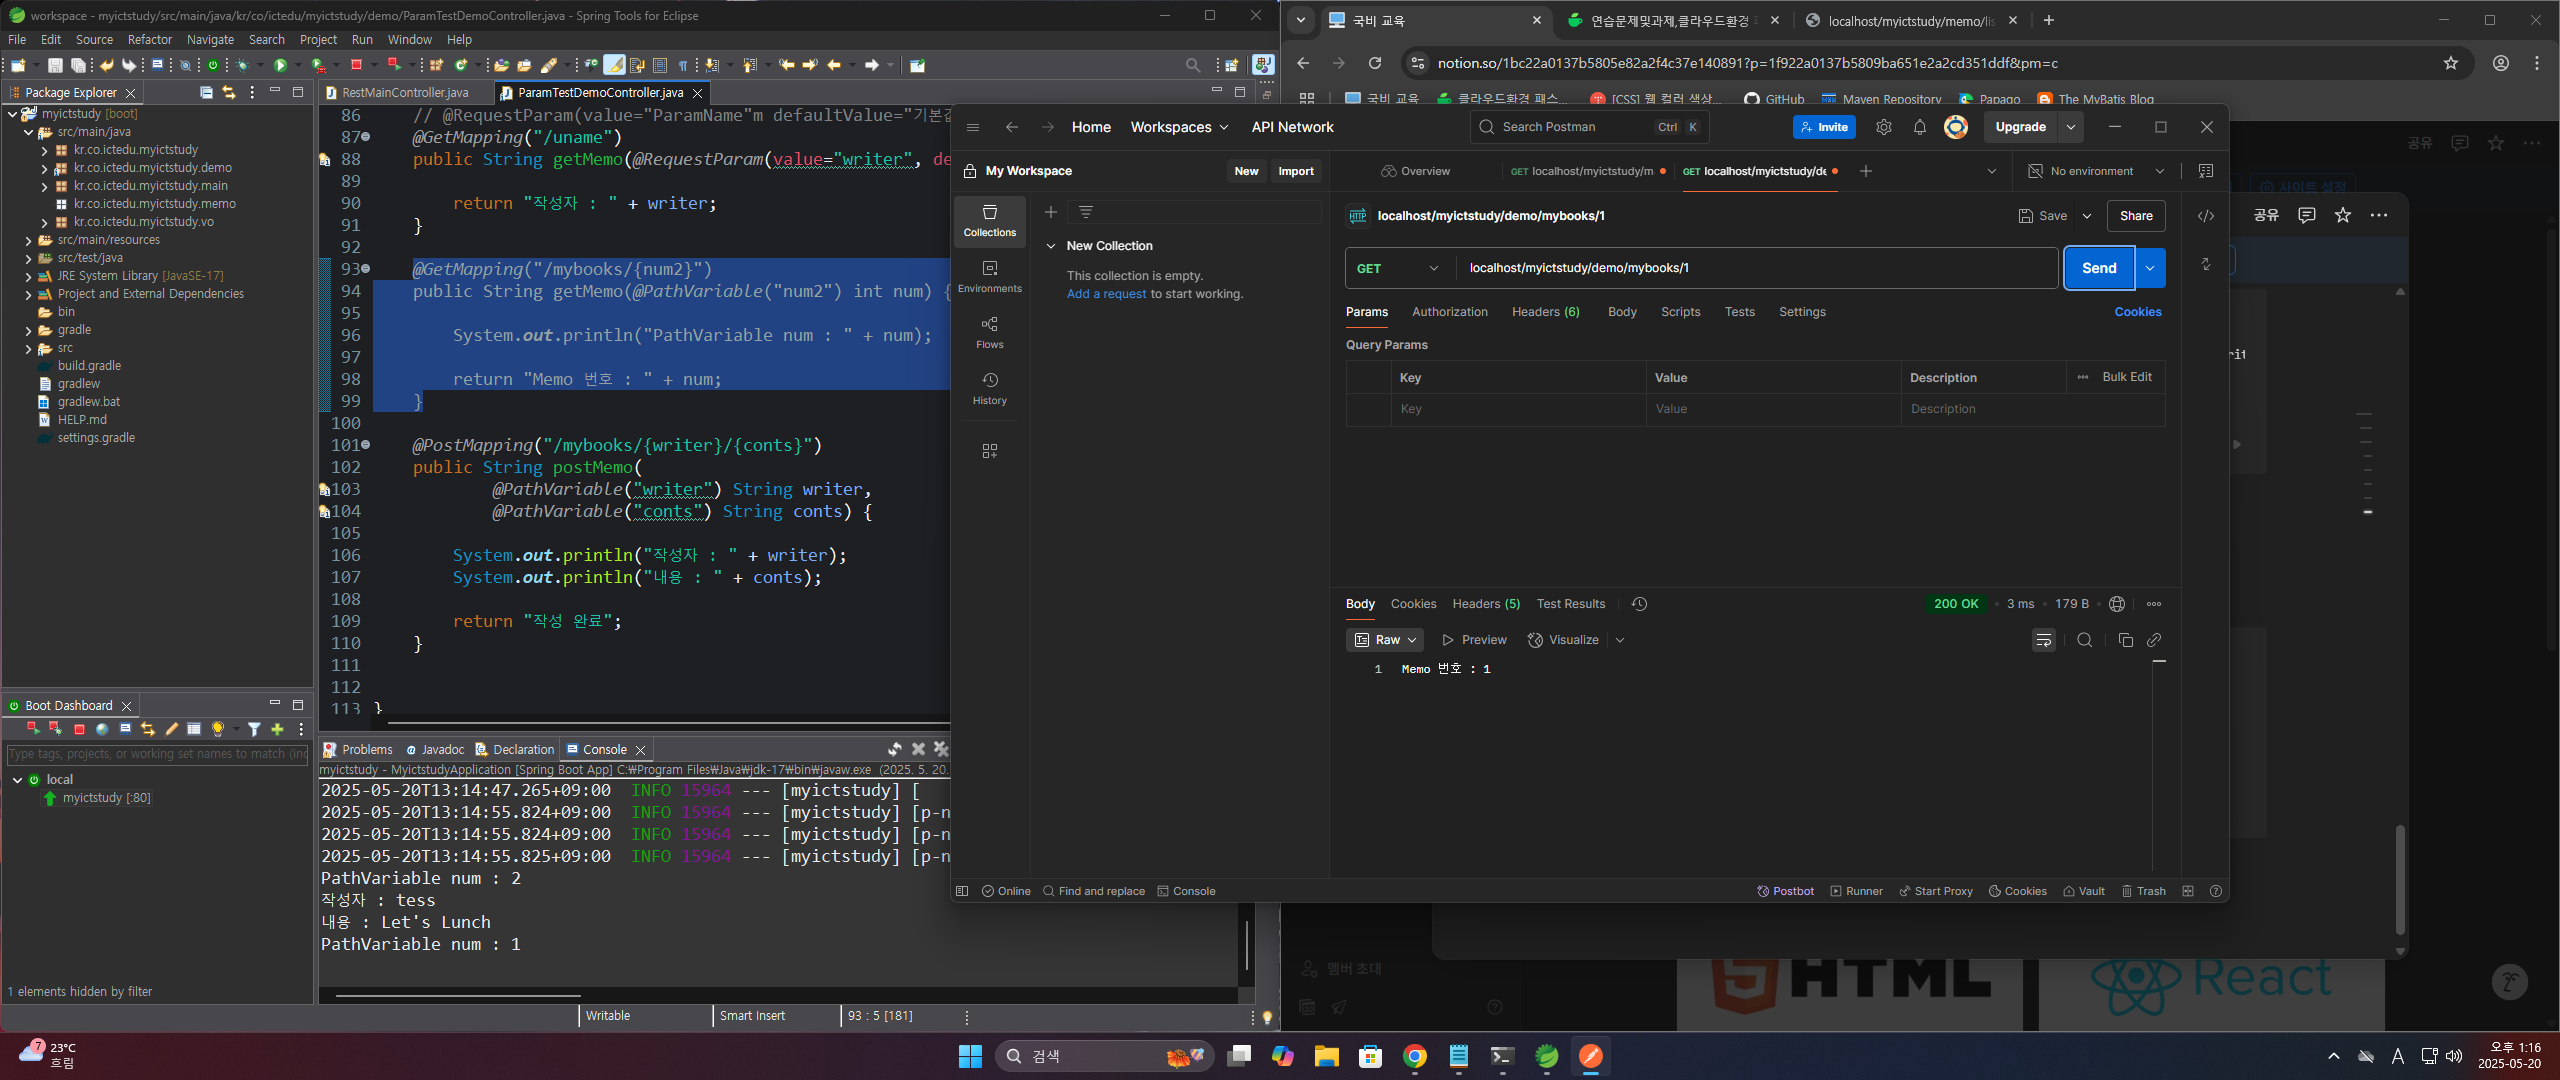 workspace - myictstudy/src/main/java/kr/co/ictedu/myictstudy/demo/ParamTestDemoController.java - Spring Tools for Eclipse
File Edit Source Refactor Navigate Search Project Run Window Help
Package Explorer
myictstudy [boot]
src/main/java
kr.co.ictedu.myictstudy
kr.co.ictedu.myictstudy.demo
kr.co.ictedu.myictstudy.main
kr.co.ictedu.myictstudy.memo
kr.co.ictedu.myictstudy.vo
src/main/resources
src/test/java
JRE System Library [JavaSE-17]
Project and External Dependencies
bin
gradle
src
build.gradle
gradlew
gradlew.bat
HELP.md
settings.gradle
Boot Dashboard
Type tags, projects, or working set names to match (inc
local
myictstudy [:80]
1 elements hidden by filter
RestMainController.java ParamTestDemoController.java
86 // @RequestParam(value="ParamName"m defaultValue="기본값
87 @GetMapping("/uname")
88 public String getMemo(@RequestParam(value="writer", de
89
90 return "작성자 : " + writer;
91 }
92
93 @GetMapping("/mybooks/{num2}")
94 public String getMemo(@PathVariable("num2") int num) {
95
96 System.out.println("PathVariable num : " + num);
97
98 return "Memo 번호 : " + num;
99 }
100
101 @PostMapping("/mybooks/{writer}/{conts}")
102 public String postMemo(
103 @PathVariable("writer") String writer,
104 @PathVariable("conts") String conts) {
105
106 System.out.println("작성자 : " + writer);
107 System.out.println("내용 : " + conts);
108
109 return "작성 완료";
110 }
111
112
113 }
Problems Javadoc Declaration Console
myictstudy - MyictstudyApplication [Spring Boot App] C:₩Program Files₩Java₩jdk-17₩bin₩javaw.exe (2025. 5. 20.
2025-05-20T13:14:47.265+09:00 INFO 15964 --- [myictstudy] [
2025-05-20T13:14:55.824+09:00 INFO 15964 --- [myictstudy] [p-n
2025-05-20T13:14:55.824+09:00 INFO 15964 --- [myictstudy] [p-n
2025-05-20T13:14:55.825+09:00 INFO 15964 --- [myictstudy] [p-n
PathVariable num : 2
작성자 : tess
내용 : Let's Lunch
PathVariable num : 1
Writable Smart Insert 93 : 5 [181]
국비 교육 연습문제및과제,클라우드환경 localhost/myictstudy/memo/lis
notion.so/1bc22a0137b5805e82a2f4c37e140891?p=1f922a0137b5809ba651e2a2cd351ddf&pm=c
국비 교육 클라우드환경 패스... [CSS] 웹 컬러 색상... GitHub Maven Repository Papago The MyBatis Blog
공유
사이트 설정
공유
Home Workspaces API Network Search Postman Ctrl K Invite Upgrade
My Workspace New Import Overview GET localhost/myictstudy/m GET localhost/myictstudy/de No environment
Collections
Environments
Flows
History
New Collection
This collection is empty.
Add a request to start working.
HTTP localhost/myictstudy/demo/mybooks/1 Save Share
GET localhost/myictstudy/demo/mybooks/1 Send
Params Authorization Headers (6) Body Scripts Tests Settings Cookies
Query Params
Key Value Description Bulk Edit
Key Value Description
Body Cookies Headers (5) Test Results 200 OK 3 ms 179 B
Raw Preview Visualize
1 Memo 번호 : 1
Online Find and replace Console Postbot Runner Start Proxy Cookies Vault Trash
멤버 초대
HTML
React
7
23°C
흐림
검색
A
오후 1:16
2025-05-20